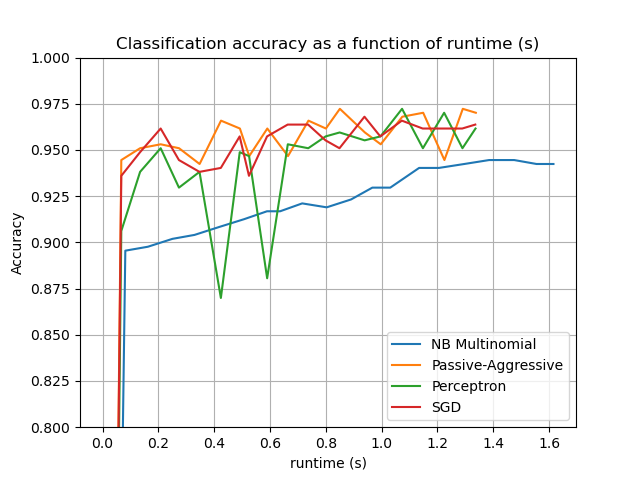 Classification accuracy as a function of runtime (s)
1.000
0.975
0.950
0.925
0.900
0.875
0.850
0.825
0.800
Accuracy
NB Multinomial
Passive-Aggressive
Perceptron
SGD
0.0 0.2 0.4 0.6 0.8 1.0 1.2 1.4 1.6
runtime (s)